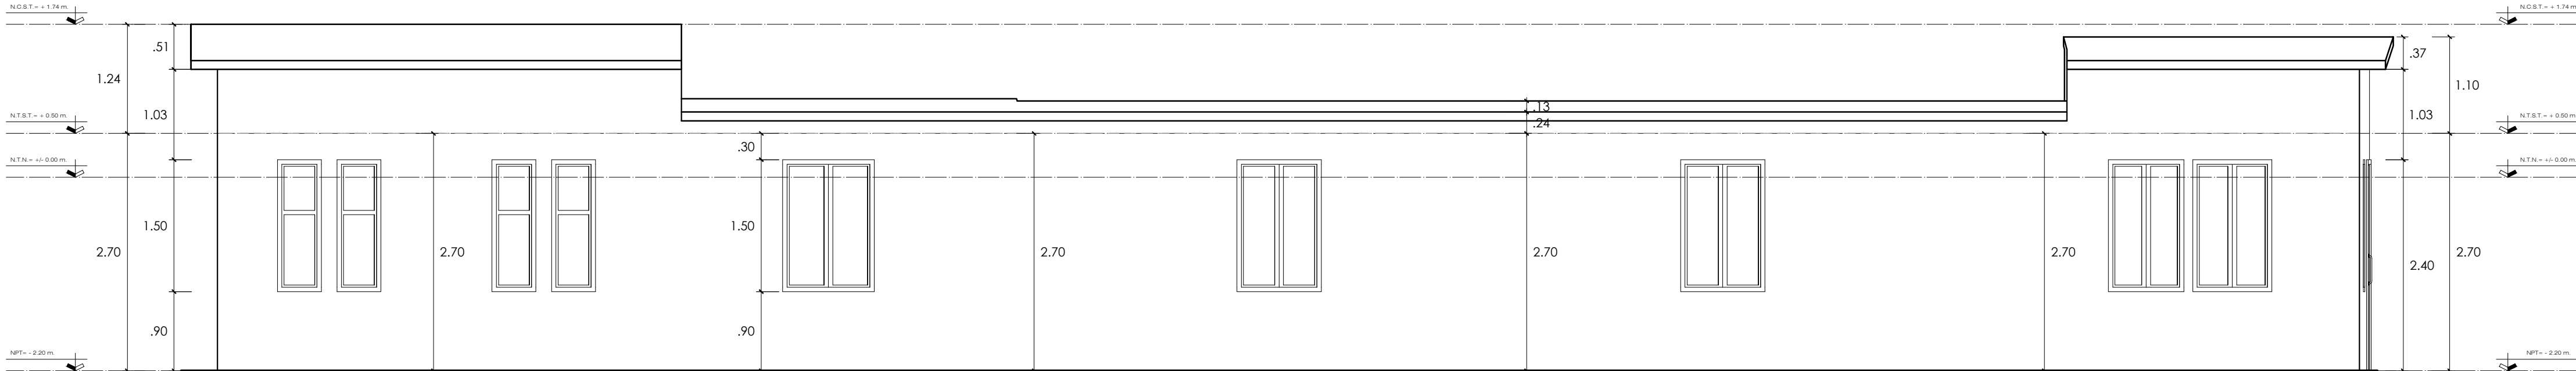 N.C.S.T.= + 1.74 m.
N.C.S.T.= + 1.74 m
.51
.37
1.24
1.10
.13
1.03
1.03
N.T.S.T.= + 0.50 m.
N.T.S.T.= + 0.50 m
.24
.30
N.T.N.= +/- 0.00 m.
N.T.N.= +/- 0.00 m.
1.50
1.50
2.70
2.70
2.70
2.70
2.70
2.70
2.40
.90
.90
NPT= - 2.20 m.
NPT= - 2.20 m.